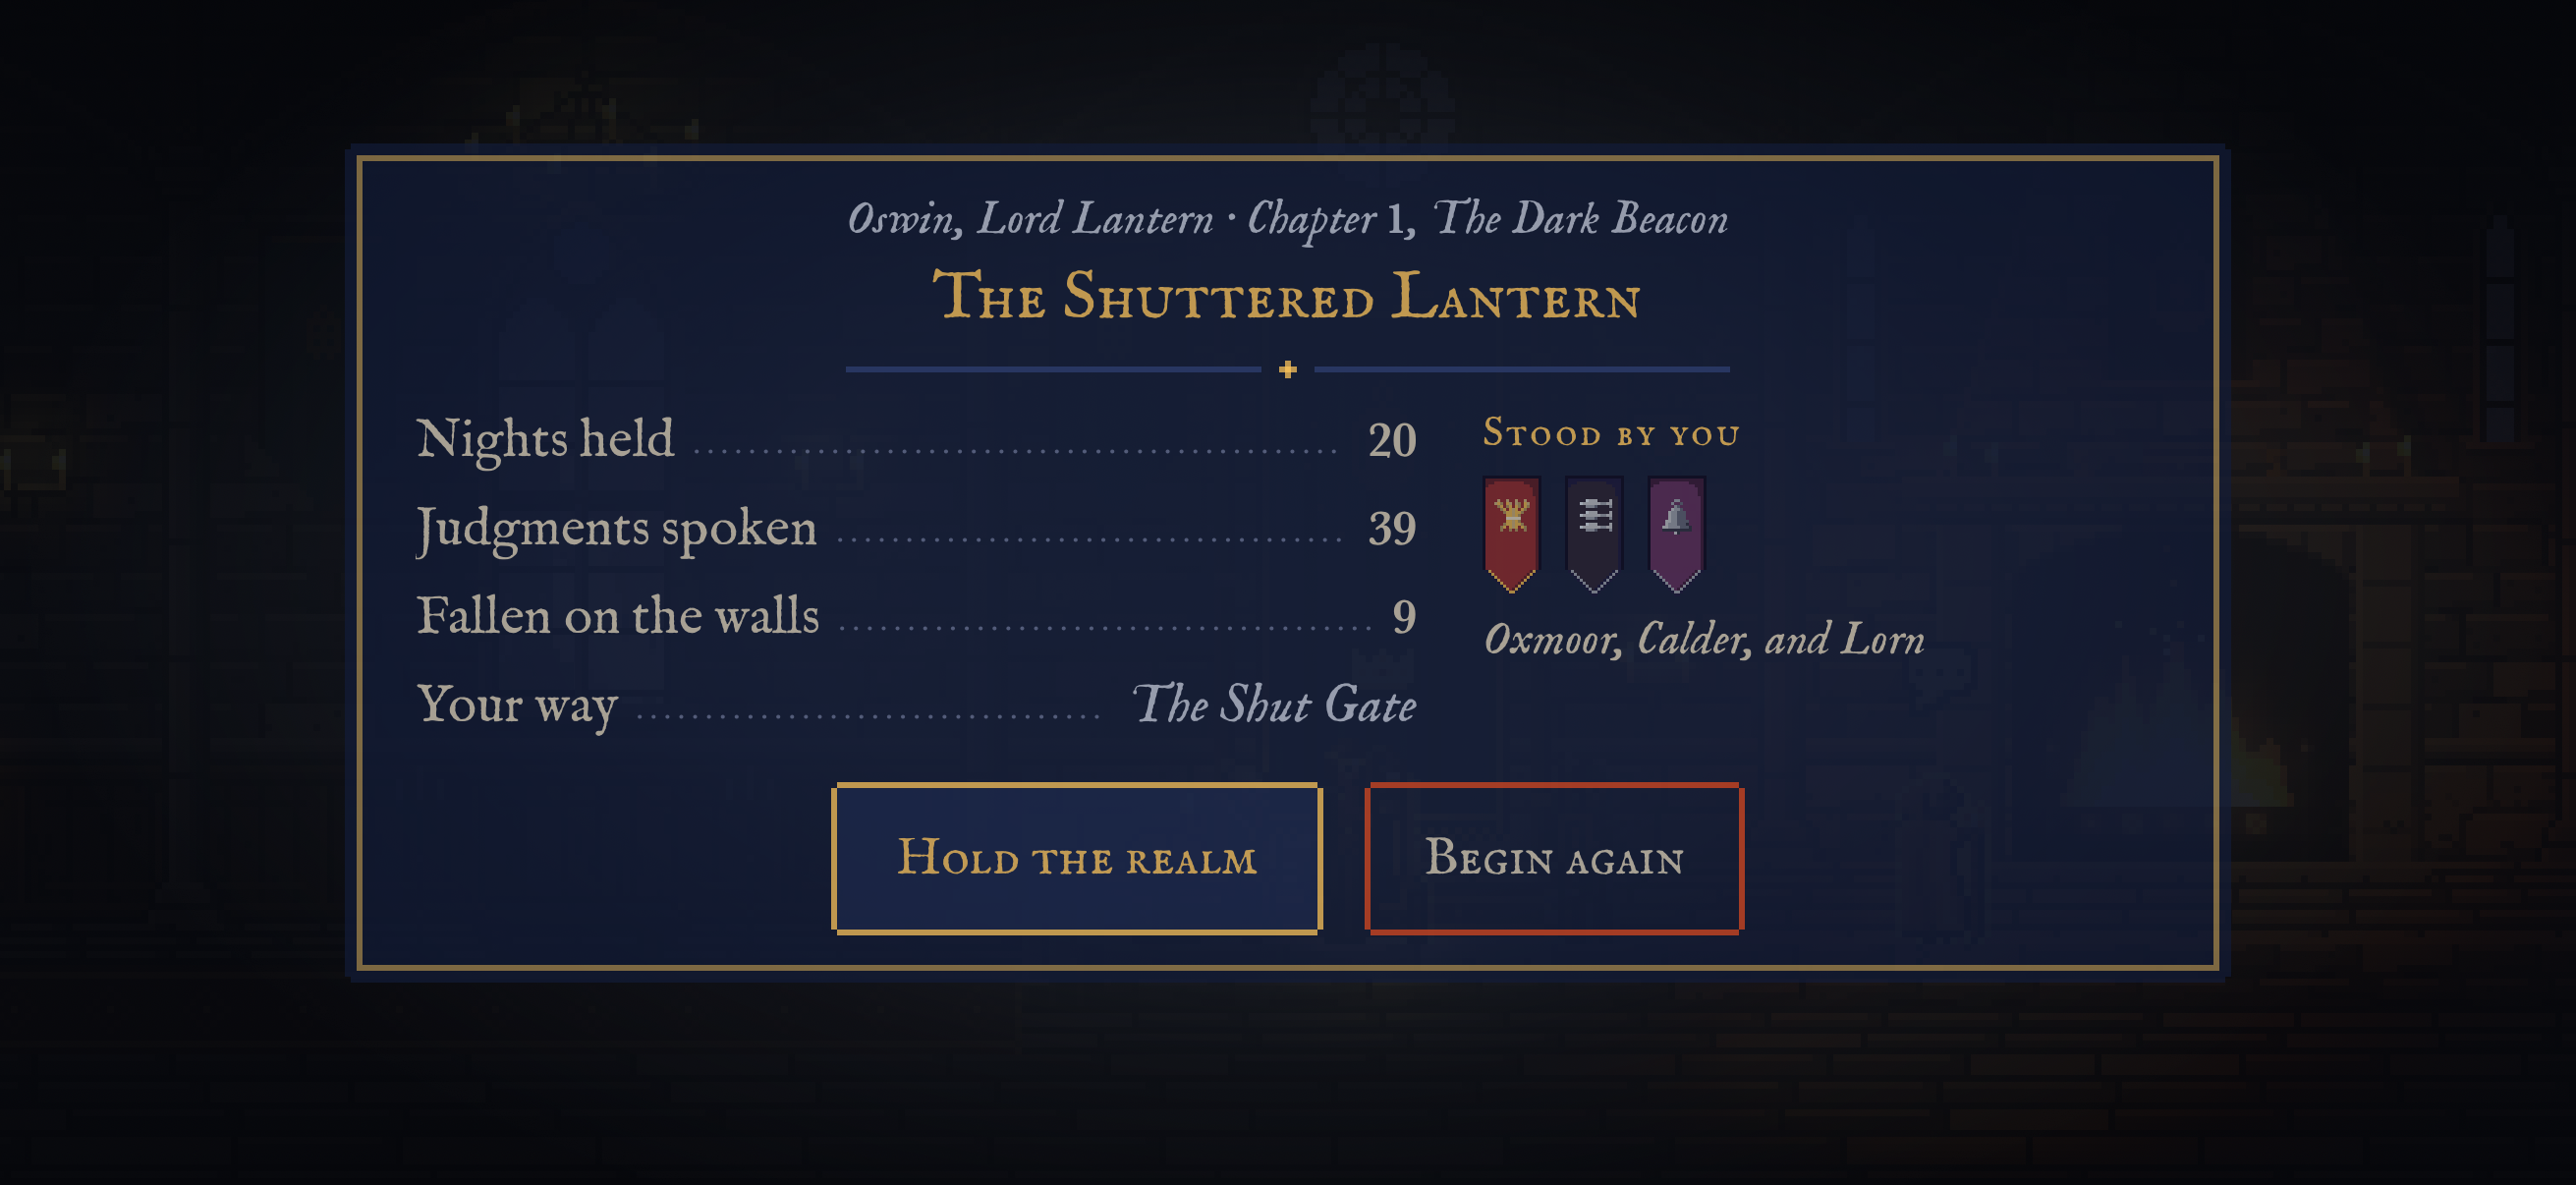 Oswin, Lord Lantern · Chapter 1, The Dark Beacon
The Shuttered Lantern
Nights held 20
Judgments spoken 39
Fallen on the walls 9
Your way The Shut Gate
Stood by you
Oxmoor, Calder, and Lorn
Hold the realm
Begin again